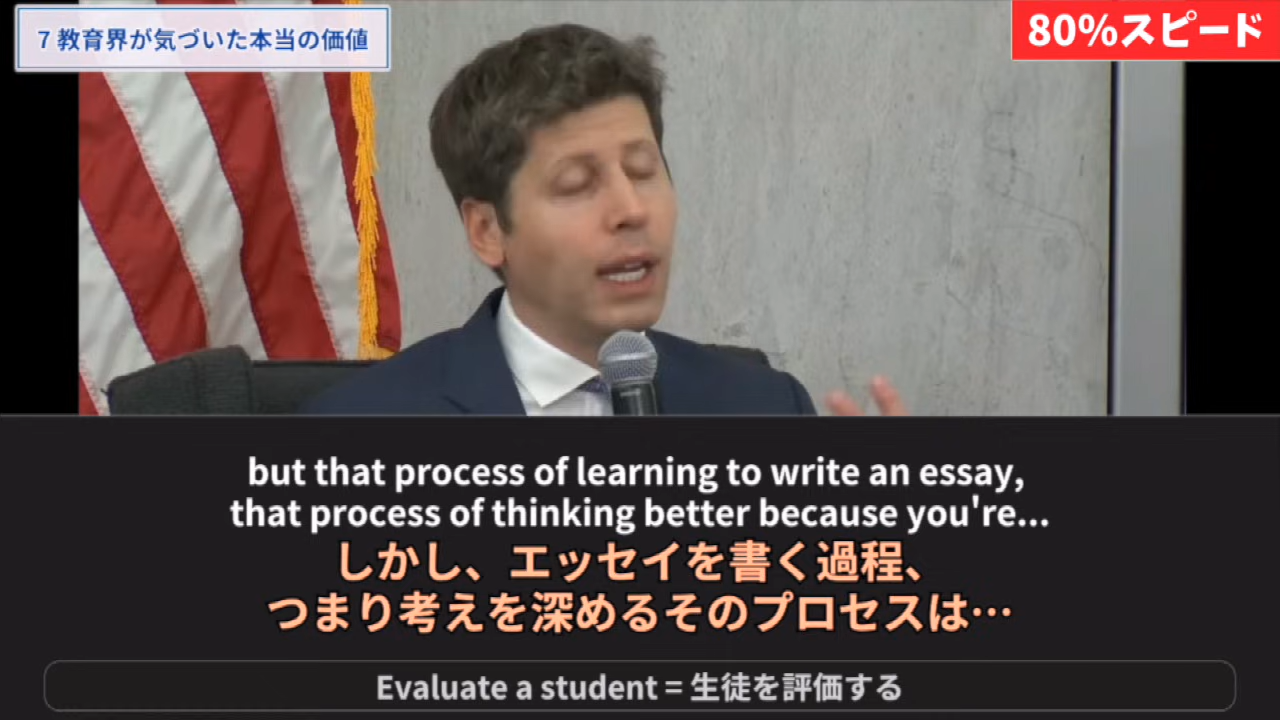 7 教育界が気づいた本当の価値
80%スピード
but that process of learning to write an essay,
that process of thinking better because you're...
しかし、エッセイを書く過程、
つまり考えを深めるそのプロセスは…
Evaluate a student = 生徒を評価する